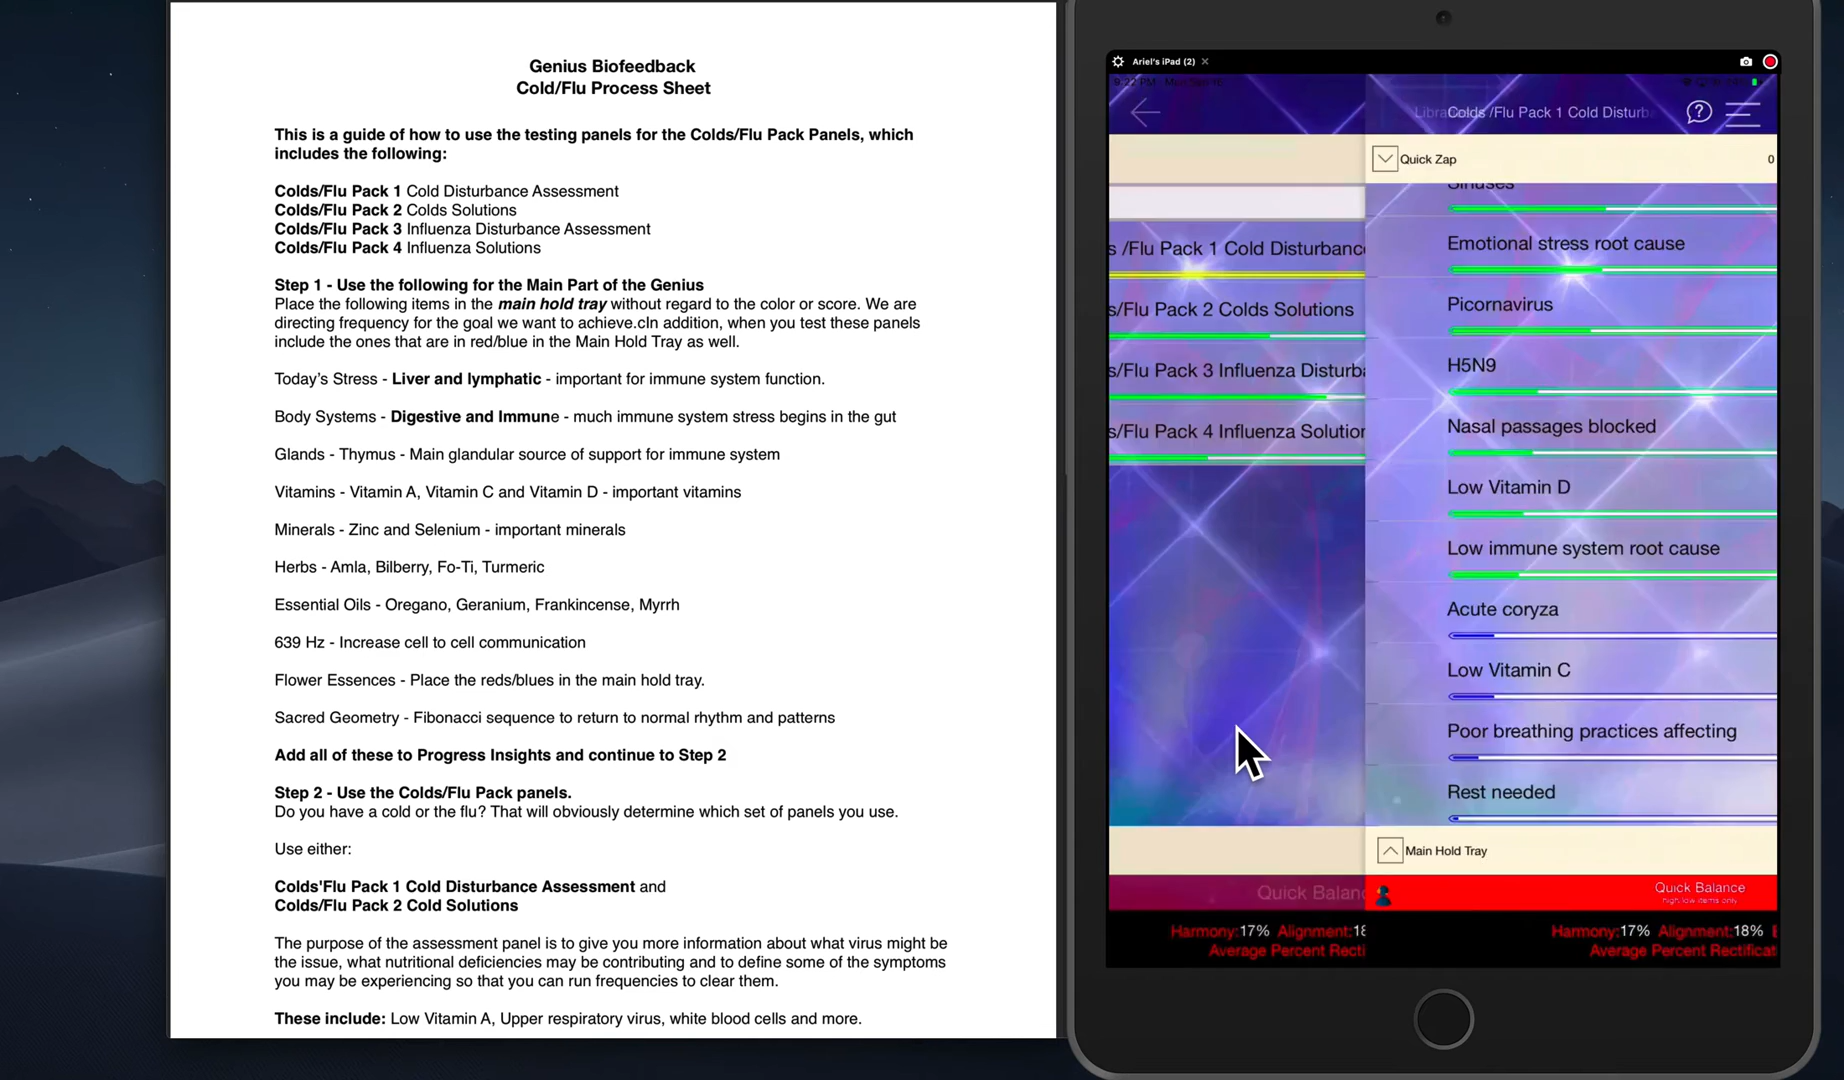 Genius Biofeedback
Cold/Flu Process Sheet
This is a guide of how to use the testing panels for the Colds/Flu Pack Panels, which
includes the following:
Colds/Flu Pack 1 Cold Disturbance Assessment
Colds/Flu Pack 2 Colds Solutions
Colds/Flu Pack 3 Influenza Disturbance Assessment
Colds/Flu Pack 4 Influenza Solutions
Step 1 - Use the following for the Main Part of the Genius
Place the following items in the main hold tray without regard to the color or score. We are
directing frequency for the goal we want to achieve.cIn addition, when you test these panels
include the ones that are in red/blue in the Main Hold Tray as well.
Today's Stress - Liver and lymphatic - important for immune system function.
Body Systems - Digestive and Immune - much immune system stress begins in the gut
Glands - Thymus - Main glandular source of support for immune system
Vitamins - Vitamin A, Vitamin C and Vitamin D - important vitamins
Minerals - Zinc and Selenium - important minerals
Herbs - Amla, Bilberry, Fo-Ti, Turmeric
Essential Oils - Oregano, Geranium, Frankincense, Myrrh
639 Hz - Increase cell to cell communication
Flower Essences - Place the reds/blues in the main hold tray.
Sacred Geometry - Fibonacci sequence to return to normal rhythm and patterns
Add all of these to Progress Insights and continue to Step 2
Step 2 - Use the Colds/Flu Pack panels.
Do you have a cold or the flu? That will obviously determine which set of panels you use.
Use either:
Colds'Flu Pack 1 Cold Disturbance Assessment and
Colds/Flu Pack 2 Cold Solutions
The purpose of the assessment panel is to give you more information about what virus might be
the issue, what nutritional deficiencies may be contributing and to define some of the symptoms
you may be experiencing so that you can run frequencies to clear them.
These include: Low Vitamin A, Upper respiratory virus, white blood cells and more.
Ariel's iPad (2)
Colds /Flu Pack 1 Cold Disturb
s /Flu Pack 1 Cold Disturbance
s/Flu Pack 2 Colds Solutions
s/Flu Pack 3 Influenza Disturb
s/Flu Pack 4 Influenza Solution
Quick Balanc
Harmony:17% Alignment:18
Average Percent Recti
Quick Zap 0
Sinuses
Emotional stress root cause
Picornavirus
H5N9
Nasal passages blocked
Low Vitamin D
Low immune system root cause
Acute coryza
Low Vitamin C
Poor breathing practices affecting
Rest needed
Main Hold Tray
Quick Balance
high/low items only
Harmony:17% Alignment:18%
Average Percent Rectificat